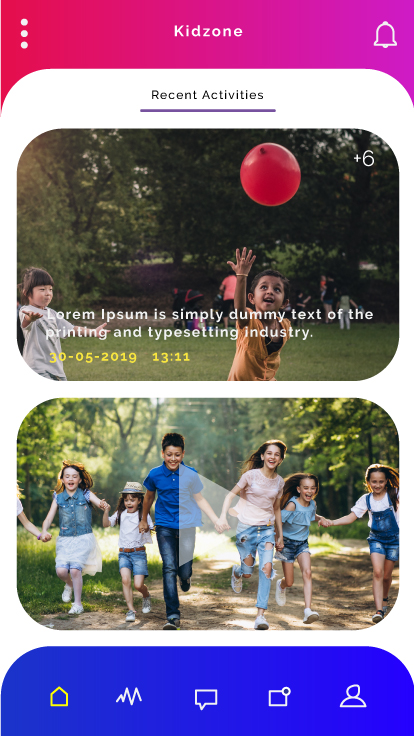 Kidzone
Recent Activities
+6
Lorem Ipsum is simply dummy text of the
printing and typesetting industry.
30-05-2019 13:11